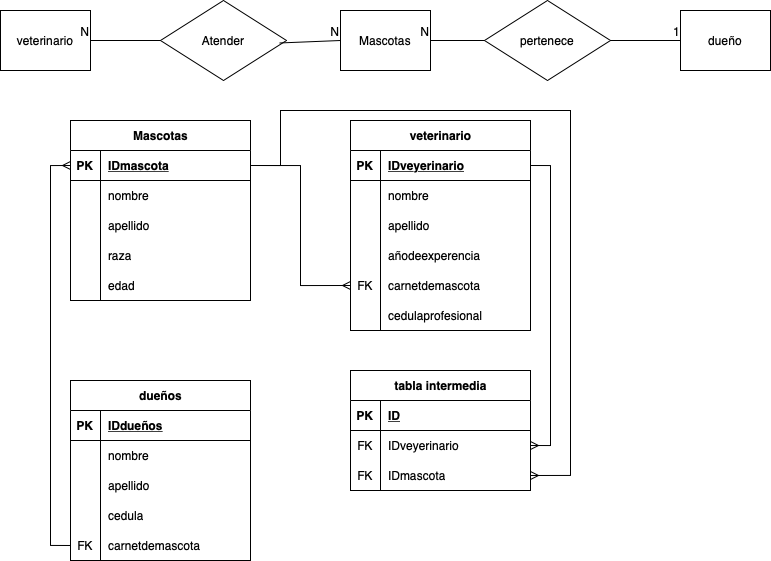 veterinario N Atender N Mascotas N pertenece 1 dueño
Mascotas
PK IDmascota
nombre
apellido
raza
edad
veterinario
PK IDveyerinario
nombre
apellido
añodeexperencia
FK carnetdemascota
cedulaprofesional
dueños
PK IDdueños
nombre
apellido
cedula
FK carnetdemascota
tabla intermedia
PK ID
FK IDveyerinario
FK IDmascota